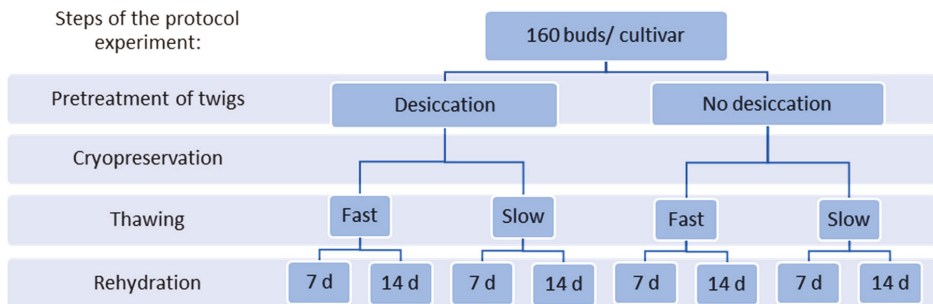 Steps of the protocol
experiment:
160 buds/ cultivar
Pretreatment of twigs
Desiccation
No desiccation
Cryopreservation
Thawing
Fast
Slow
Fast
Slow
Rehydration
7 d
14 d
7 d
14 d
7 d
14 d
7 d
14 d